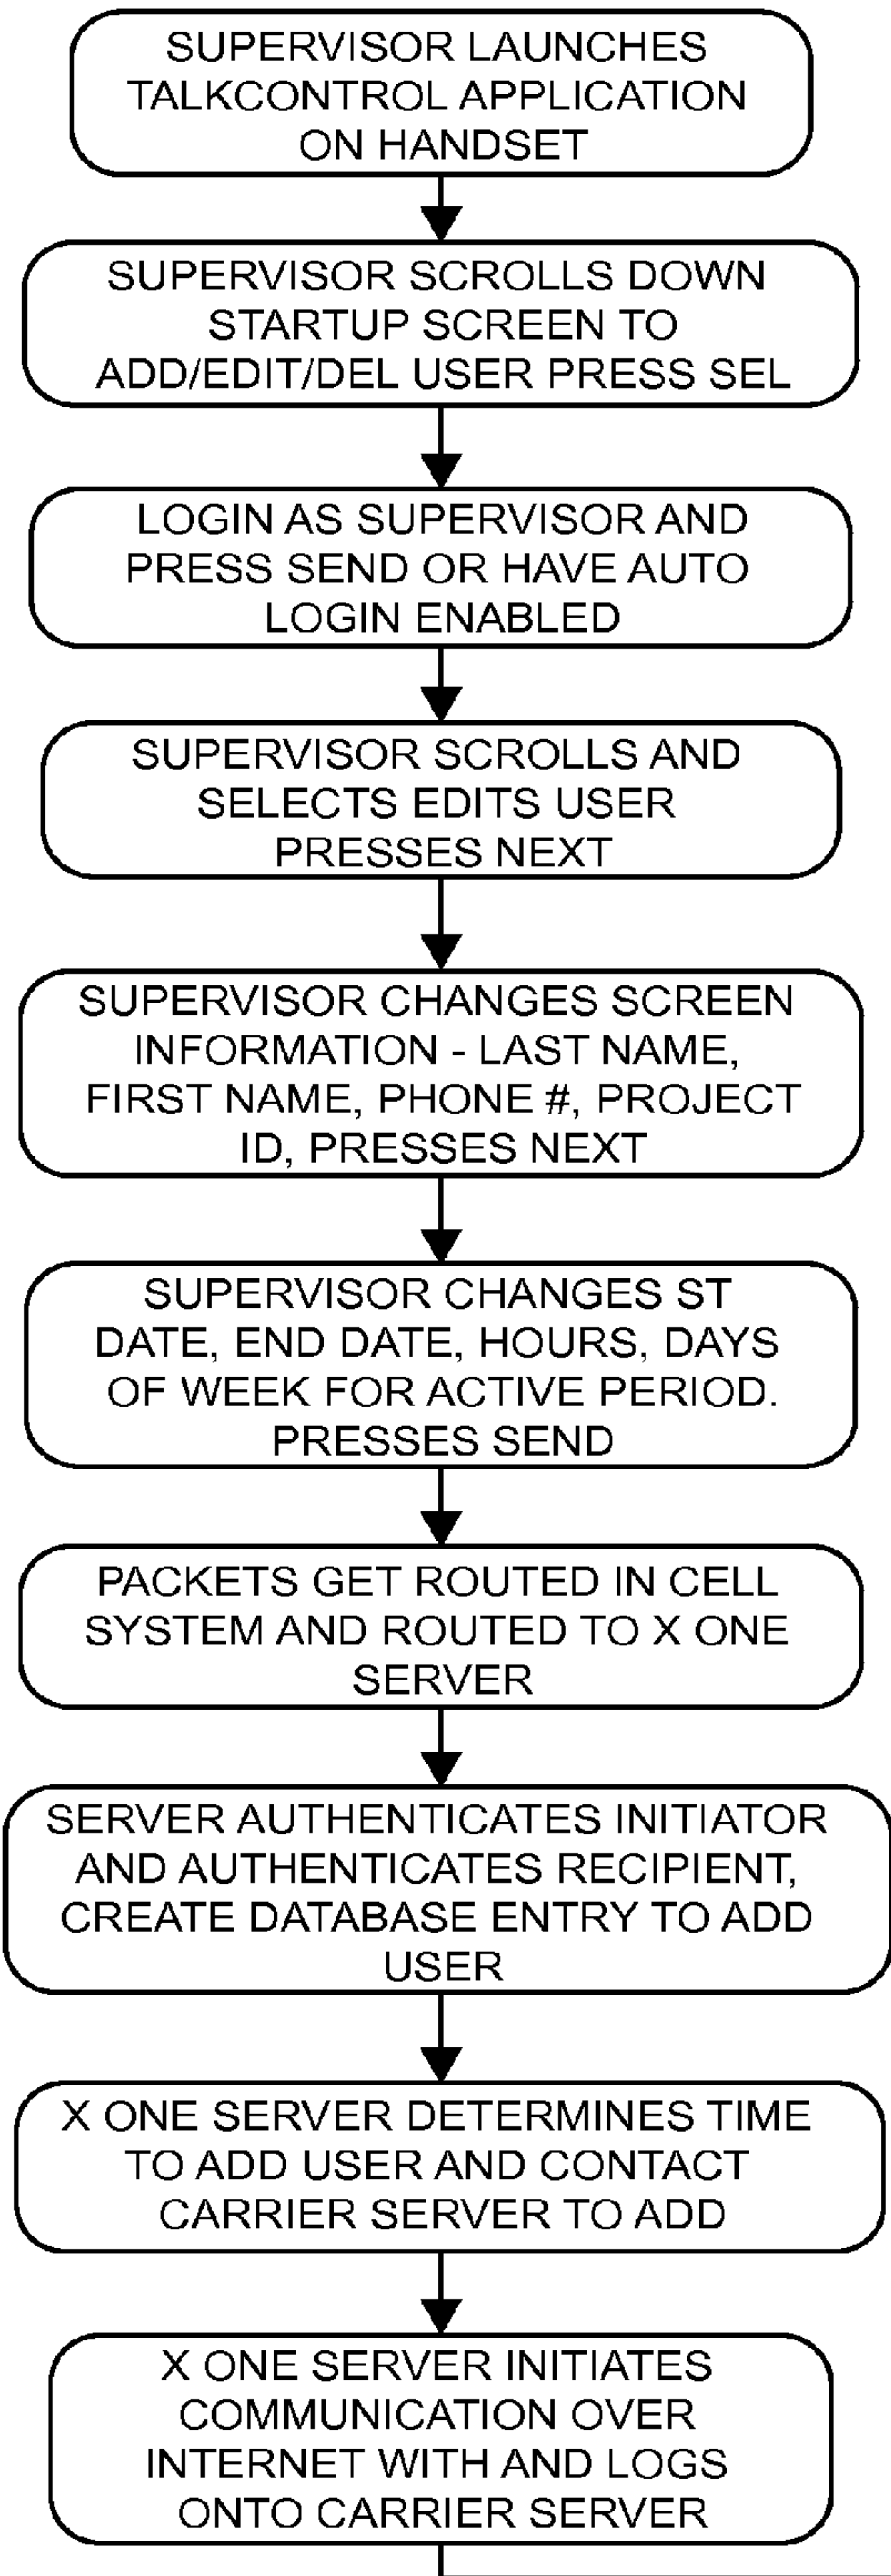 SUPERVISOR LAUNCHES
TALKCONTROL APPLICATION
ON HANDSET
SUPERVISOR SCROLLS DOWN
STARTUP SCREEN TO
ADD/EDIT/DEL USER PRESS SEL
LOGIN AS SUPERVISOR AND
PRESS SEND OR HAVE AUTO
LOGIN ENABLED
SUPERVISOR SCROLLS AND
SELECTS EDITS USER
PRESSES NEXT
SUPERVISOR CHANGES SCREEN
INFORMATION - LAST NAME,
FIRST NAME, PHONE #, PROJECT
ID, PRESSES NEXT
SUPERVISOR CHANGES ST
DATE, END DATE, HOURS, DAYS
OF WEEK FOR ACTIVE PERIOD.
PRESSES SEND
PACKETS GET ROUTED IN CELL
SYSTEM AND ROUTED TO X ONE
SERVER
SERVER AUTHENTICATES INITIATOR
AND AUTHENTICATES RECIPIENT,
CREATE DATABASE ENTRY TO ADD
USER
X ONE SERVER DETERMINES TIME
TO ADD USER AND CONTACT
CARRIER SERVER TO ADD
X ONE SERVER INITIATES
COMMUNICATION OVER
INTERNET WITH AND LOGS
ONTO CARRIER SERVER